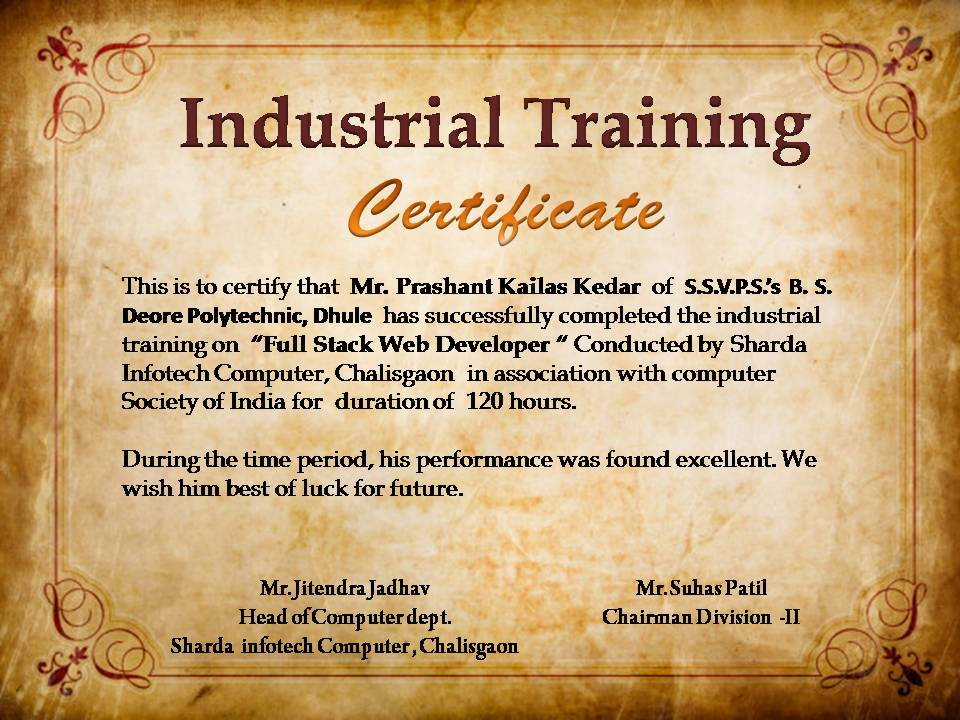 Industrial Training
Certificate
This is to certify that Mr. Prashant Kailas Kedar of S.S.V.P.S.'s B. S.
Deore Polytechnic, Dhule has successfully completed the industrial
training on “Full Stack Web Developer “ Conducted by Sharda
Infotech Computer, Chalisgaon in association with computer
Society of India for duration of 120 hours.
During the time period, his performance was found excellent. We
wish him best of luck for future.
Mr. Jitendra Jadhav
Head of Computer dept.
Sharda infotech Computer , Chalisgaon
Mr. Suhas Patil
Chairman Division -II